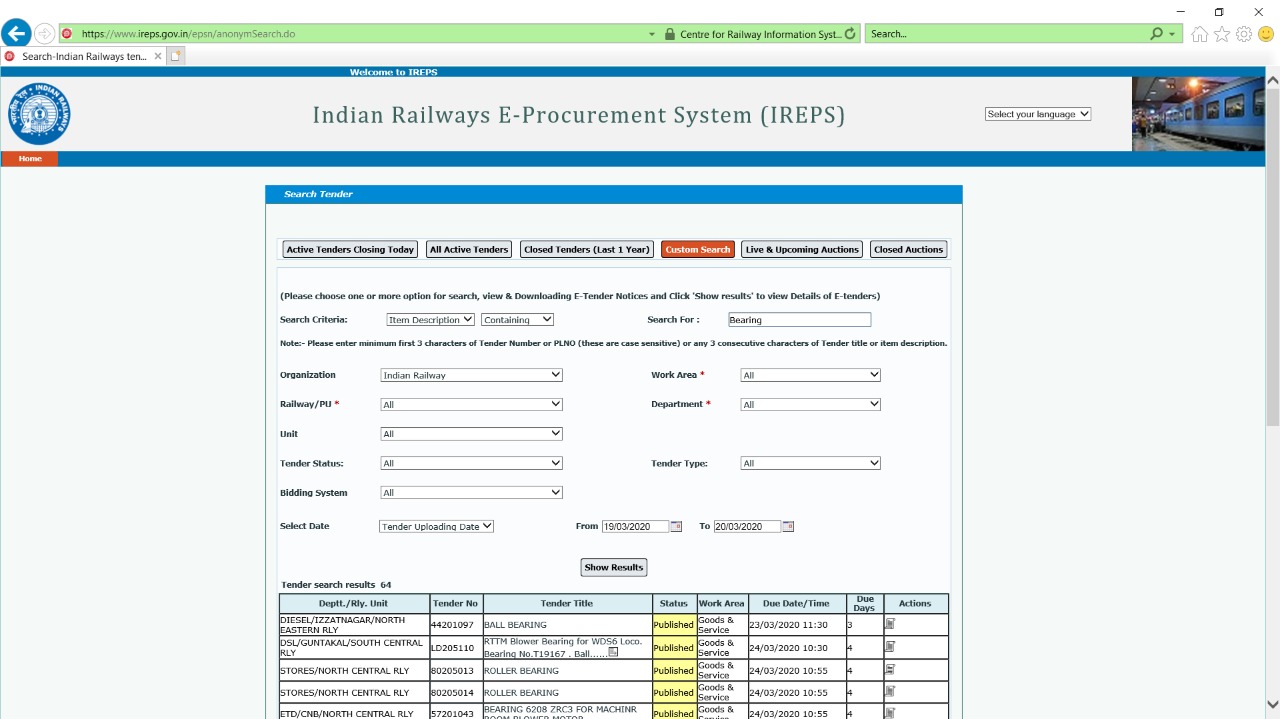 https://www.ireps.gov.in/epsn/anonymSearch.do
Centre for Railway Information Syst...
Search...
Search-Indian Railways ten...
Welcome to IREPS
Indian Railways E-Procurement System (IREPS)
Select your language
Home
Search Tender
Active Tenders Closing Today All Active Tenders Closed Tenders (Last 1 Year) Custom Search Live & Upcoming Auctions Closed Auctions
(Please choose one or more option for search, view & Downloading E-Tender Notices and Click 'Show results' to view Details of E-tenders)
Search Criteria: Item Description Containing Search For : Bearing
Note:- Please enter minimum first 3 characters of Tender Number or PLNO (these are case sensitive) or any 3 consecutive characters of Tender title or item description.
Organization Indian Railway Work Area * All
Railway/PU * All Department * All
Unit All
Tender Status: All Tender Type: All
Bidding System All
Select Date Tender Uploading Date From 19/03/2020 To 20/03/2020
Show Results
Tender search results 64
Deptt./Rly. Unit Tender No Tender Title Status Work Area Due Date/Time Due Days Actions
DIESEL/IZZATNAGAR/NORTH EASTERN RLY 44201097 BALL BEARING Published Goods & Service 23/03/2020 11:30 3
DSL/GUNTAKAL/SOUTH CENTRAL RLY LD205110 RTTM Blower Bearing for WDS6 Loco. Bearing No.T19167 . Ball...... Published Goods & Service 24/03/2020 10:30 4
STORES/NORTH CENTRAL RLY 80205013 ROLLER BEARING Published Goods & Service 24/03/2020 10:55 4
STORES/NORTH CENTRAL RLY 80205014 ROLLER BEARING Published Goods & Service 24/03/2020 10:55 4
ETD/CNB/NORTH CENTRAL RLY 57201043 BEARING 6208 ZRC3 FOR MACHINR ROOM BLOWER MOTOR Published Goods & Service 24/03/2020 10:55 4